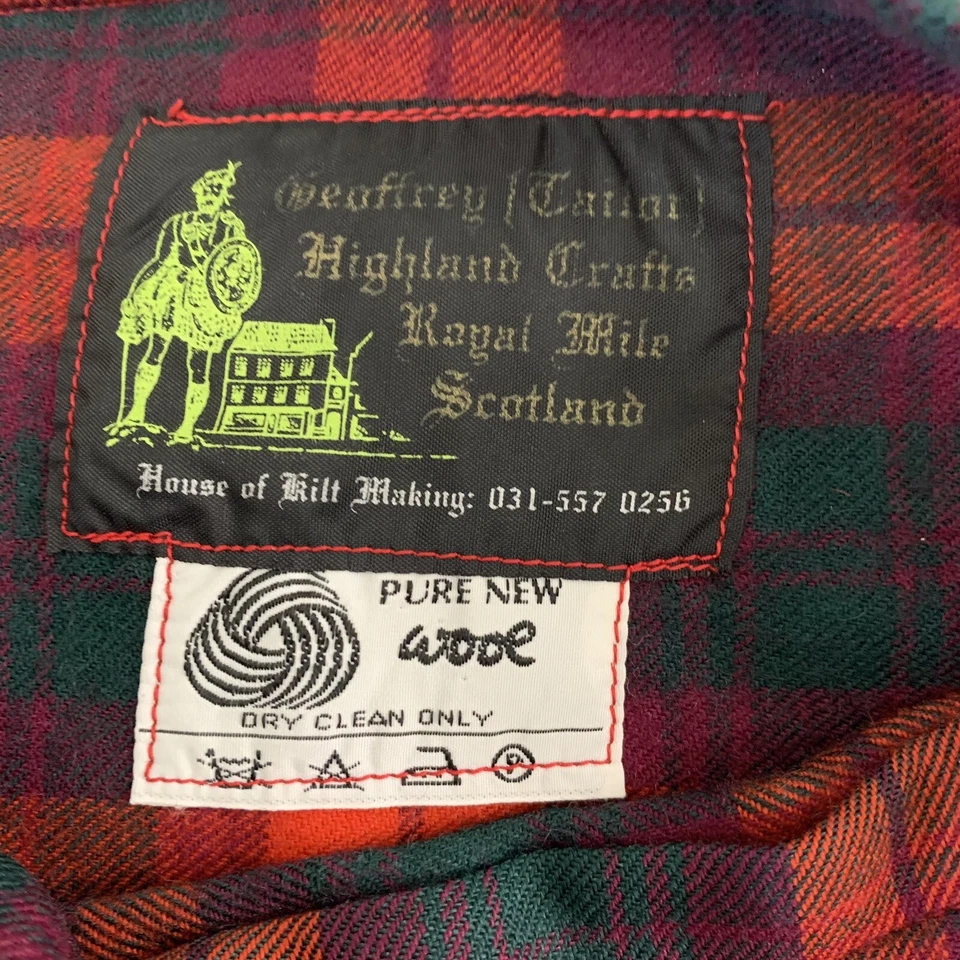 Geoffrey [Tailor]
Highland Crafts
Royal Mile
Scotland
House of Kilt Making: 031-557 0256
PURE NEW
wool
DRY CLEAN ONLY
P